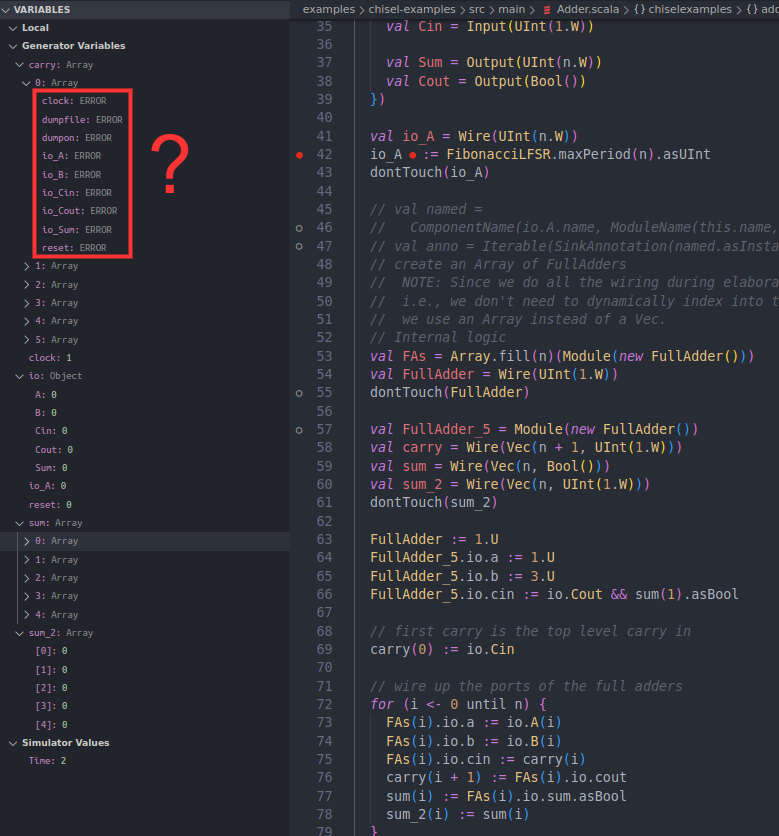 VARIABLES
Local
Generator Variables
carry: Array
0: Array
clock: ERROR
dumpfile: ERROR
dumpon: ERROR
io_A: ERROR
io_B: ERROR
io_Cin: ERROR
io_Cout: ERROR
io_Sum: ERROR
reset: ERROR
?
1: Array
2: Array
3: Array
4: Array
5: Array
clock: 1
io: Object
A: 0
B: 0
Cin: 0
Cout: 0
Sum: 0
io_A: 0
reset: 0
sum: Array
0: Array
1: Array
2: Array
3: Array
4: Array
sum_2: Array
[0]: 0
[1]: 0
[2]: 0
[3]: 0
[4]: 0
Simulator Values
Time: 2
examples > chisel-examples > src > main > Adder.scala > {} chiselexamples > {} add
35 val Cin = Input(UInt(1.W))
36
37 val Sum = Output(UInt(n.W))
38 val Cout = Output(Bool())
39 })
40
41 val io_A = Wire(UInt(n.W))
42 io_A := FibonacciLFSR.maxPeriod(n).asUInt
43 dontTouch(io_A)
44
45 // val named =
46 //   ComponentName(io.A.name, ModuleName(this.name,
47 // val anno = Iterable(SinkAnnotation(named.asInsta
48 // create an Array of FullAdders
49 //  NOTE: Since we do all the wiring during elabora
50 //  i.e., we don't need to dynamically index into t
51 //  we use an Array instead of a Vec.
52 // Internal logic
53 val FAs = Array.fill(n)(Module(new FullAdder()))
54 val FullAdder = Wire(UInt(1.W))
55 dontTouch(FullAdder)
56
57 val FullAdder_5 = Module(new FullAdder())
58 val carry = Wire(Vec(n + 1, UInt(1.W)))
59 val sum = Wire(Vec(n, Bool()))
60 val sum_2 = Wire(Vec(n, UInt(1.W)))
61 dontTouch(sum_2)
62
63 FullAdder := 1.U
64 FullAdder_5.io.a := 1.U
65 FullAdder_5.io.b := 3.U
66 FullAdder_5.io.cin := io.Cout && sum(1).asBool
67
68 // first carry is the top level carry in
69 carry(0) := io.Cin
70
71 // wire up the ports of the full adders
72 for (i <- 0 until n) {
73 FAs(i).io.a := io.A(i)
74 FAs(i).io.b := io.B(i)
75 FAs(i).io.cin := carry(i)
76 carry(i + 1) := FAs(i).io.cout
77 sum(i) := FAs(i).io.sum.asBool
78 sum_2(i) := sum(i)
79 }